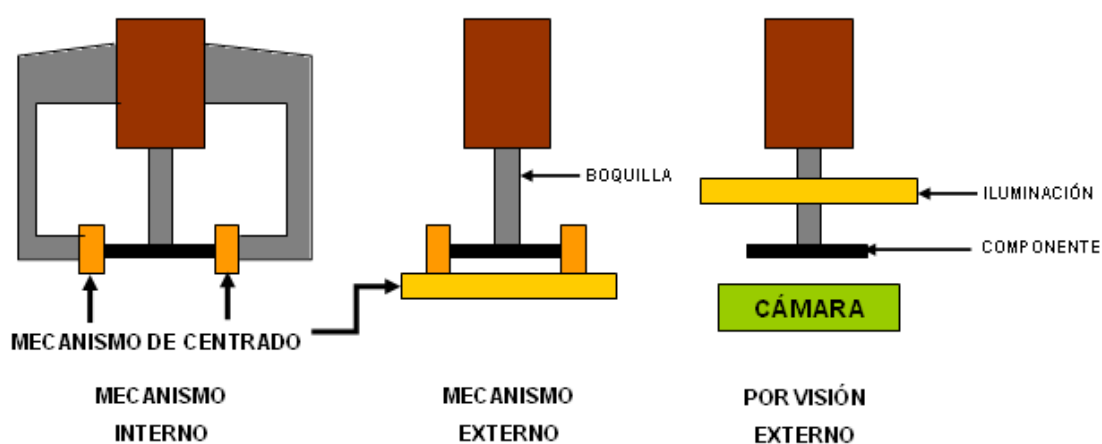 BOQUILLA
ILUMINACIÓN
COMPONENTE
CÁMARA
MECANISMO DE CENTRADO
MECANISMO
INTERNO
MECANISMO
EXTERNO
POR VISIÓN
EXTERNO